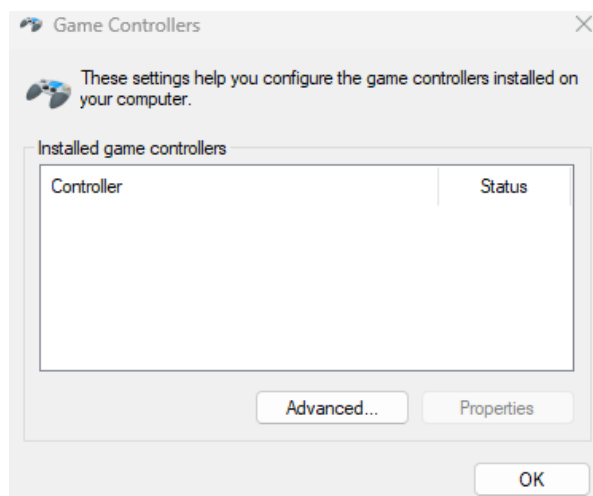 Game Controllers
These settings help you configure the game controllers installed on
your computer.
Installed game controllers
Controller Status
Advanced... Properties
OK